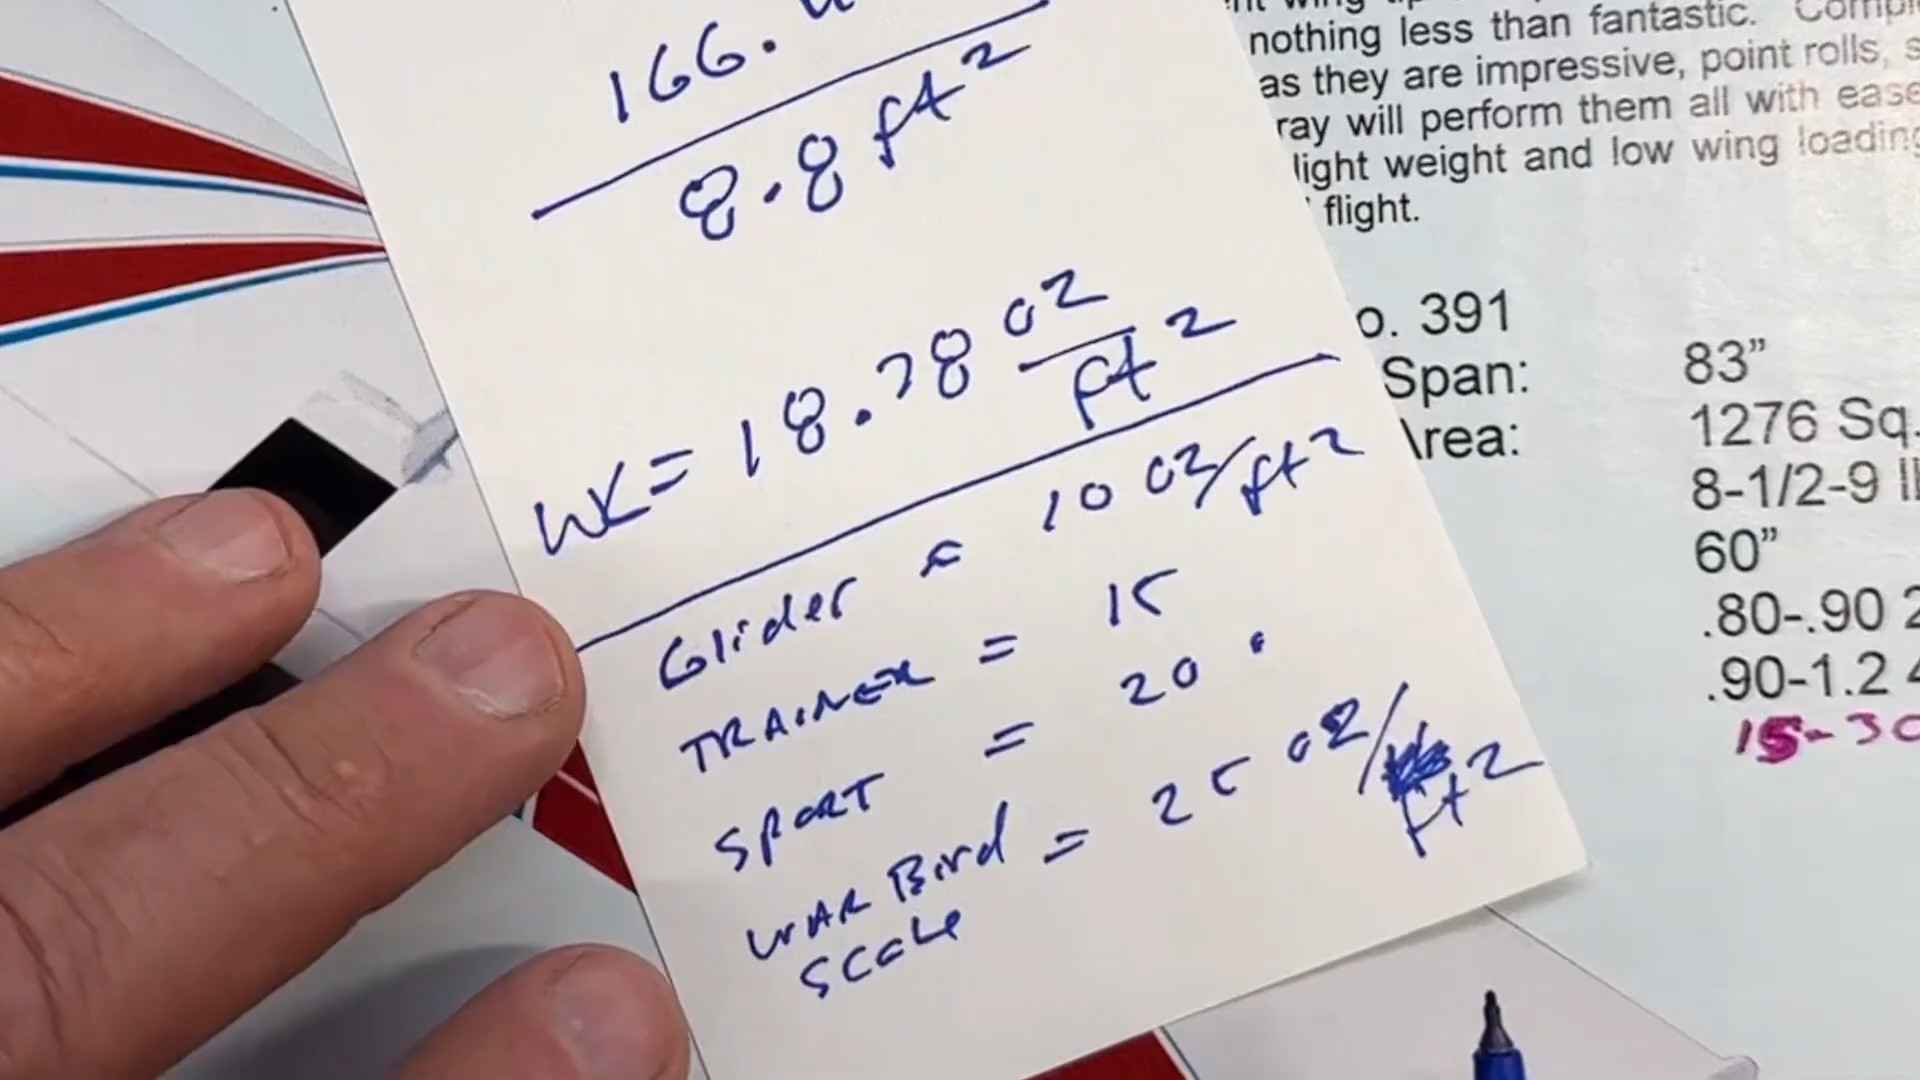 166.
8.8 ft²
WL = 18.78 oz/ft²
Glider = 10 oz/ft²
TRAINER = 15
SPORT = 20 "
WAR Bird = 25 oz/ft²
SCALE
nothing less than fantastic.
as they are impressive, point rolls,
ray will perform them all with ease
light weight and low wing loading
flight.
o. 391
Span: 83”
Area: 1276 Sq.
8-1/2-9 lb
60”
.80-.90 2
.90-1.2 4
15-30